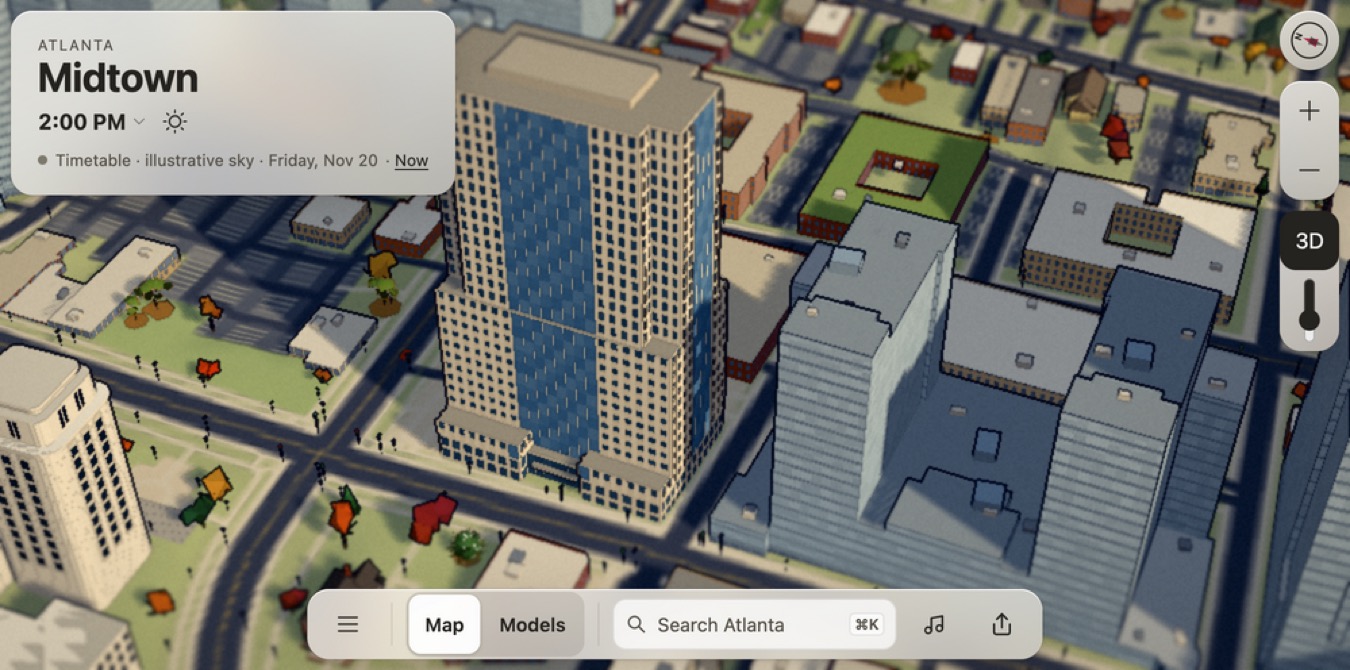 ATLANTA
Midtown
2:00 PM
Timetable · illustrative sky · Friday, Nov 20 · Now
N
+
−
3D
Map
Models
Search Atlanta
⌘K